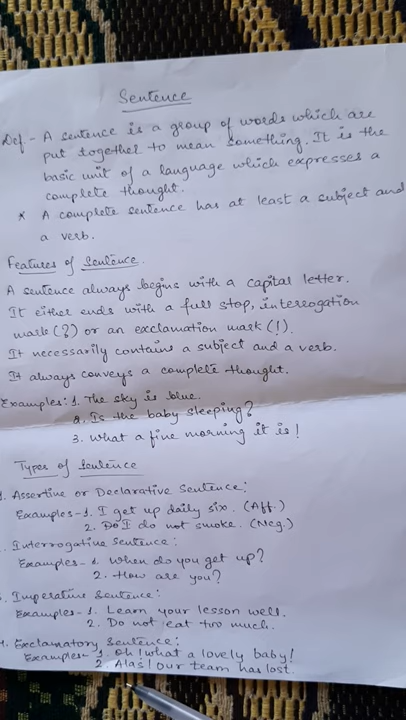 Sentence
Def - A sentence is a group of words which are
put together to mean something. It is the
basic unit of a language which expresses a
complete thought.
* A complete sentence has at least a subject and
a verb.
Features of Sentence.
A sentence always begins with a capital letter.
It either ends with a full stop, interrogation
mark (?) or an exclamation mark (!).
It necessarily contains a subject and a verb.
It always conveys a complete thought.
Examples: 1. The sky is blue.
2. Is the baby sleeping?
3. What a fine morning it is!
Types of Sentence
1. Assertive or Declarative Sentence:
Examples - 1. I get up daily six. (Aff.)
2. Do I do not smoke. (Neg.)
. Interrogative Sentence:
Examples - 1. When do you get up?
2. How are you?
. Imperative Sentence:
Examples - 1. Learn your lesson well.
2. Do not eat too much.
4. Exclamatory Sentence:
Examples - 1. Oh! what a lovely baby!
2. Alas! Our team has lost.